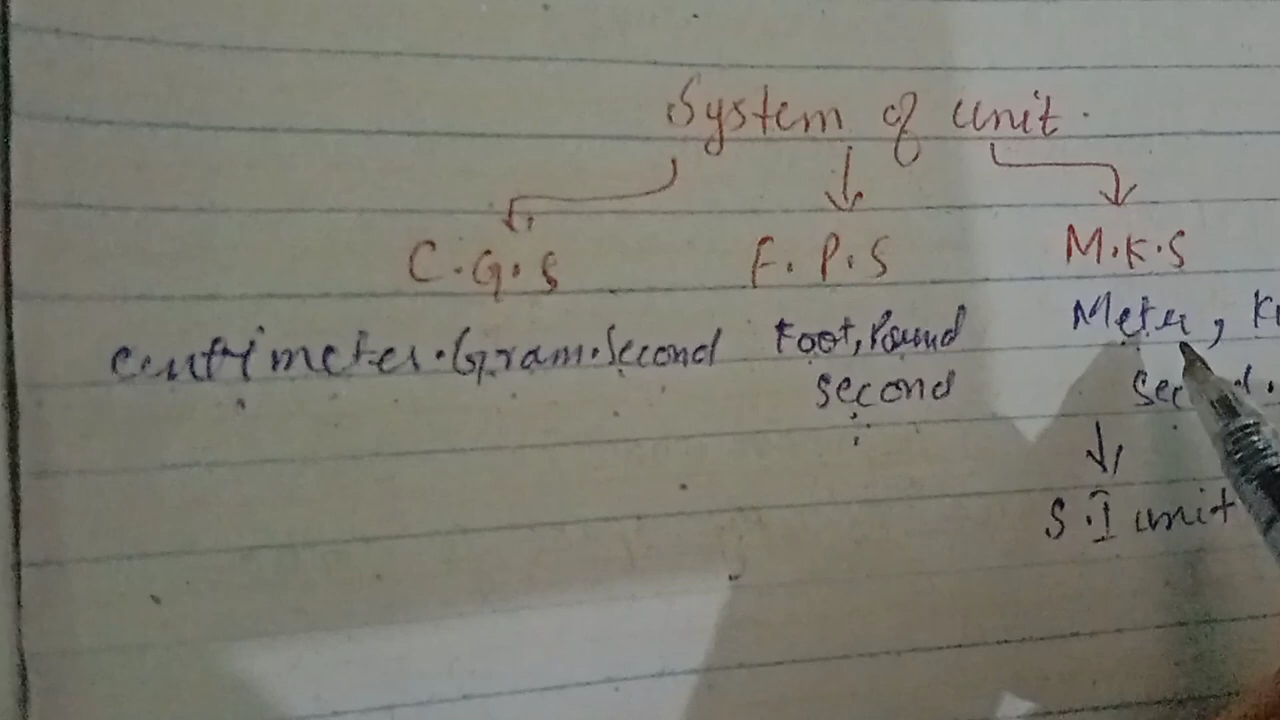 System of unit.
C.G.S F.P.S M.K.S
centimeter.Gram.Second Foot, Pound Meter,
second
S.I unit